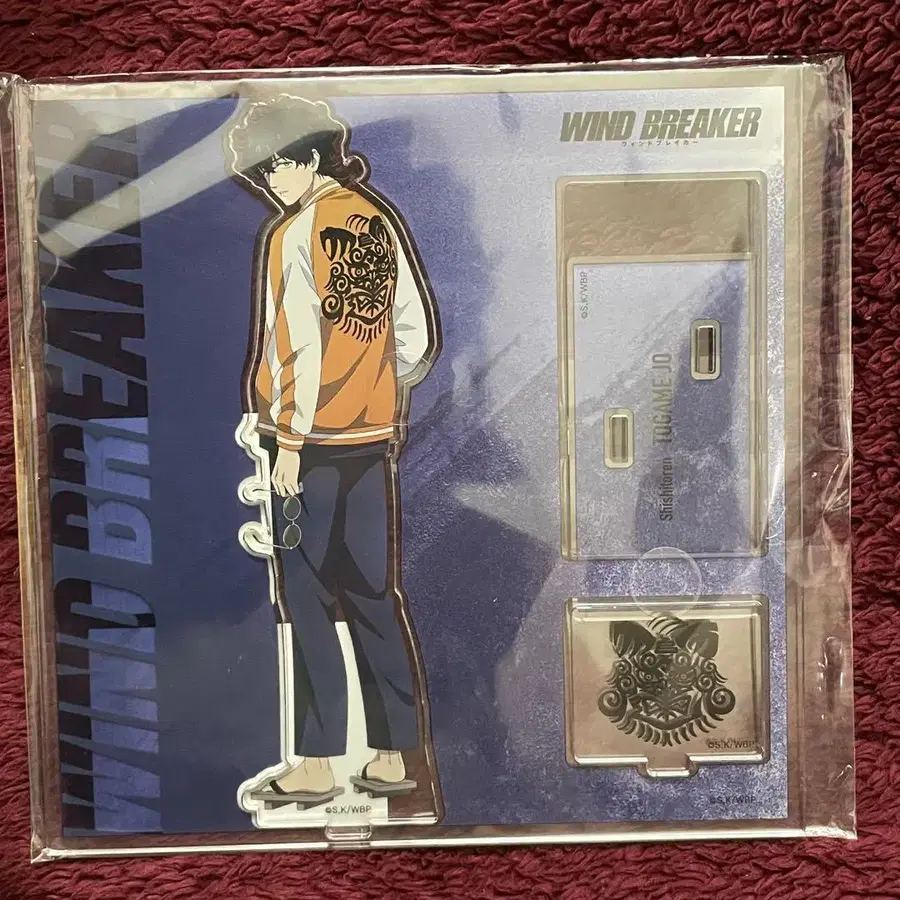 WIND BREAKER
WIND BREAKER
ウィンドブレイカー
©S.K/WBP
Shishitoren TOGAME JO
©S.K/WBP
©S.K/WBP
©S.K/WBP